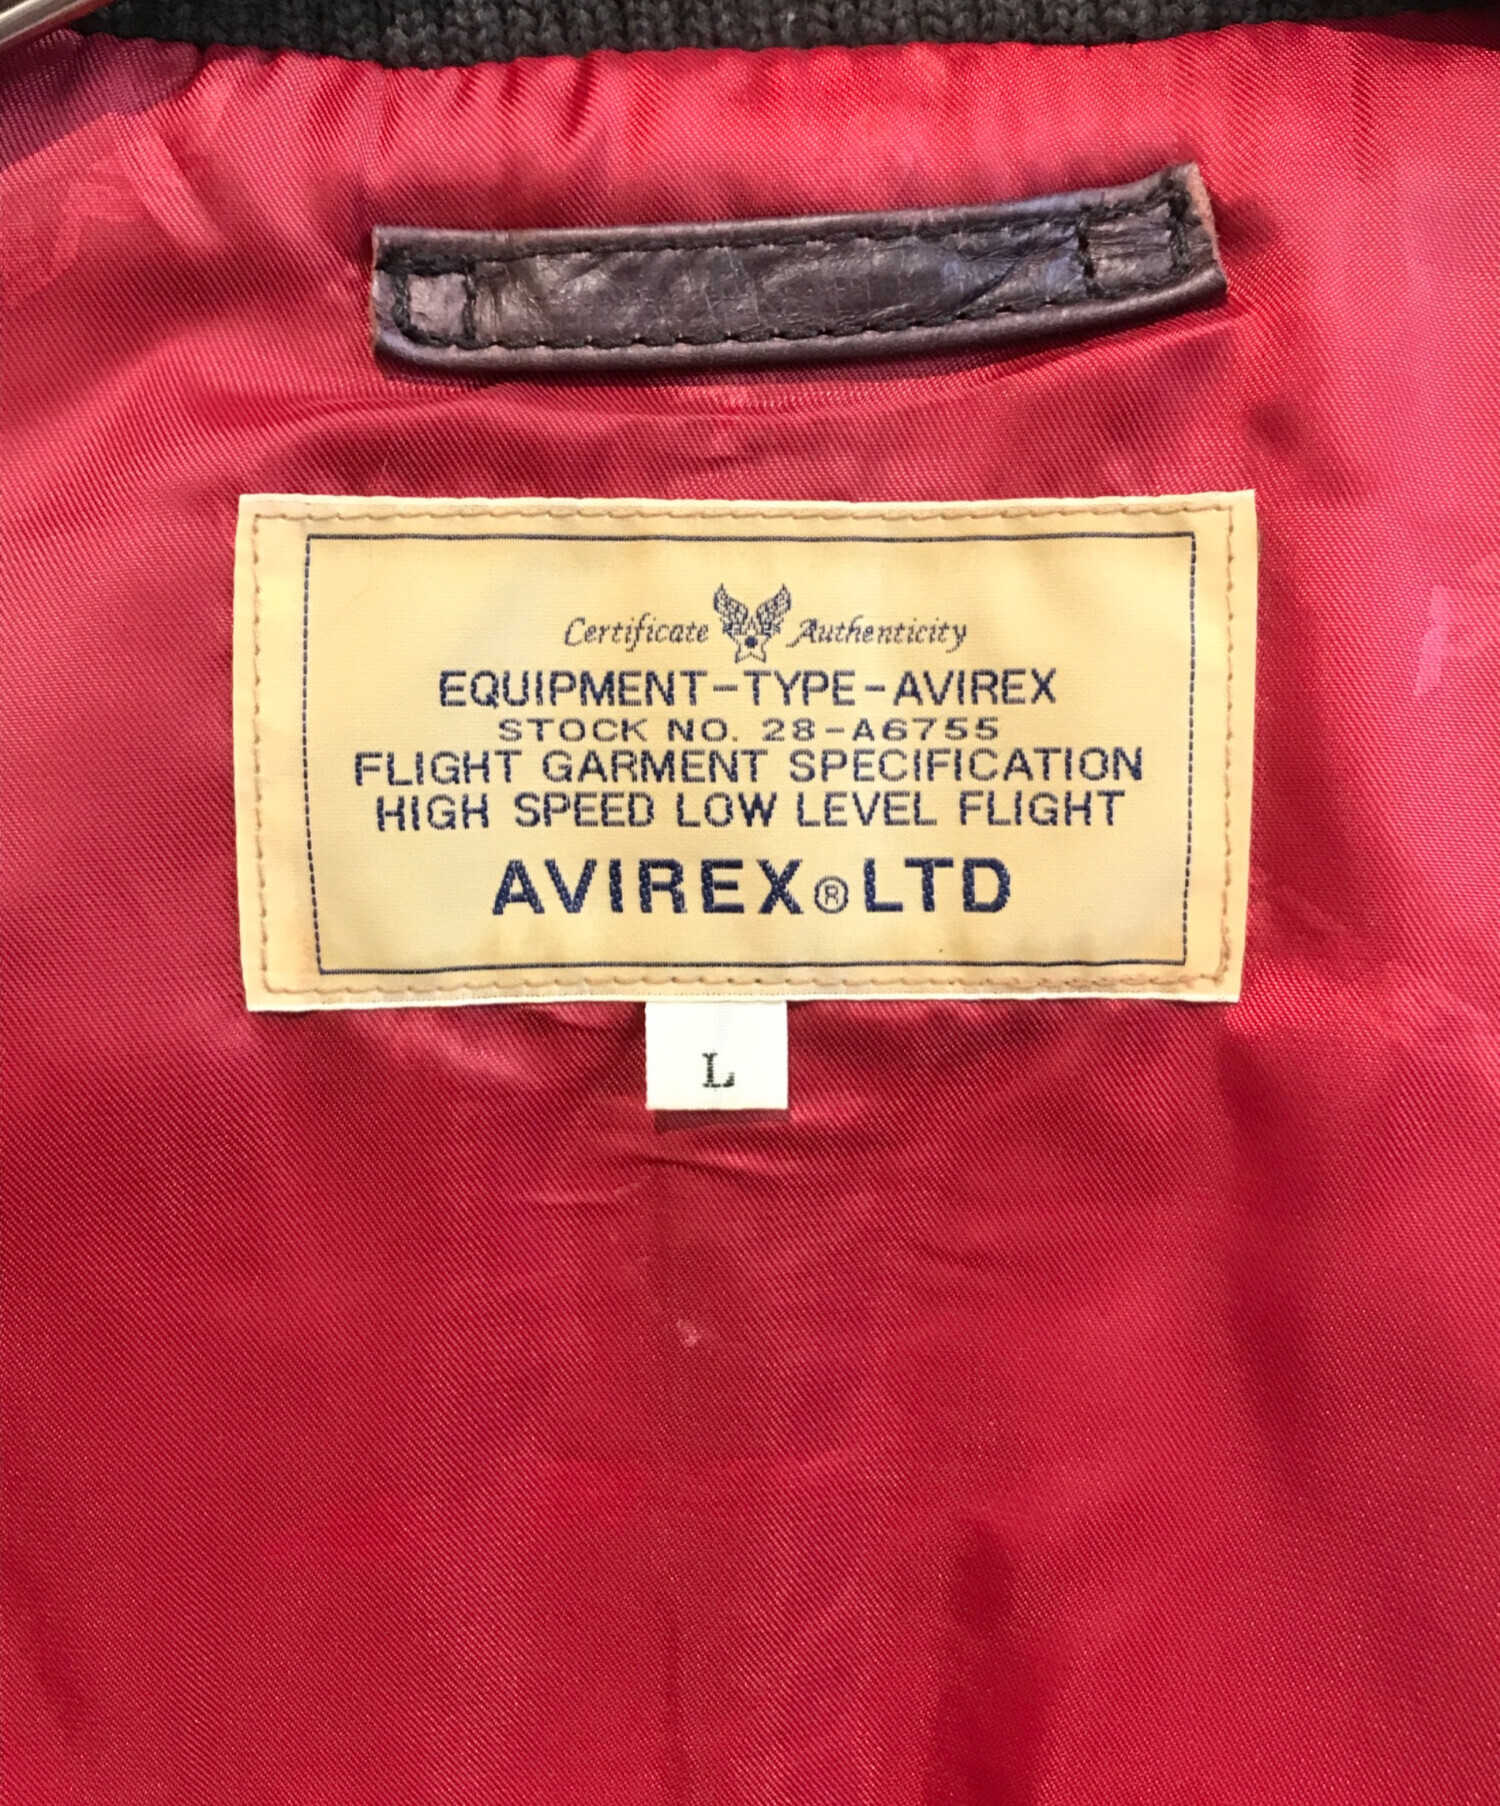 Certificate Authenticity
EQUIPMENT-TYPE-AVIREX
STOCK NO. 28-A6755
FLIGHT GARMENT SPECIFICATION
HIGH SPEED LOW LEVEL FLIGHT
AVIREX®LTD
L